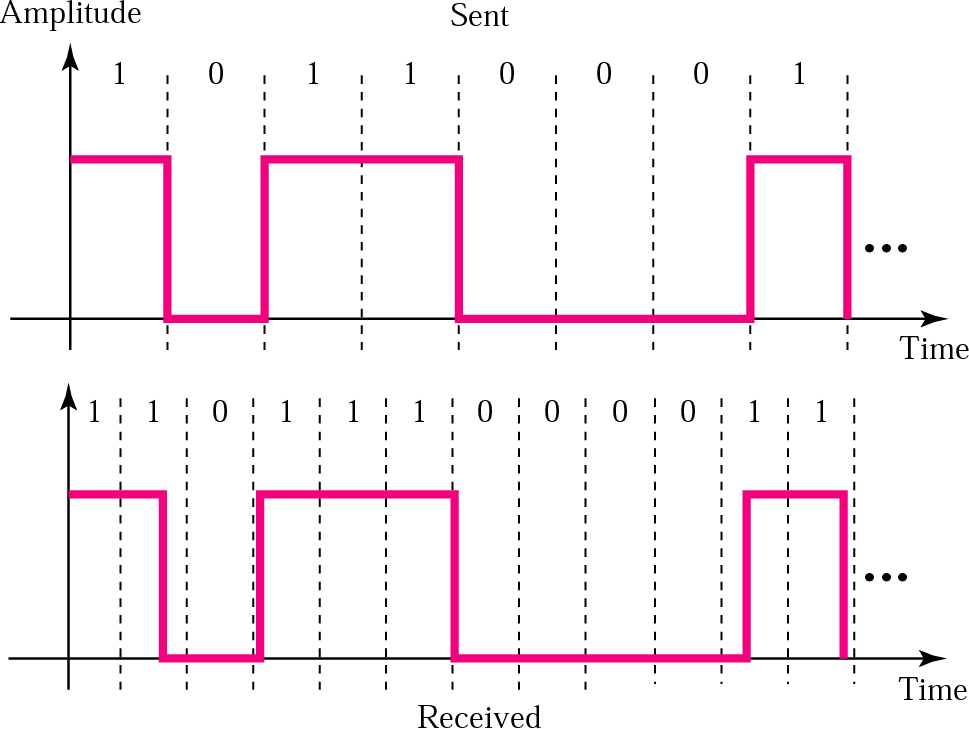 Amplitude Sent
1 0 1 1 0 0 0 1
...
Time
1 1 0 1 1 1 0 0 0 0 1 1
...
Time
Received